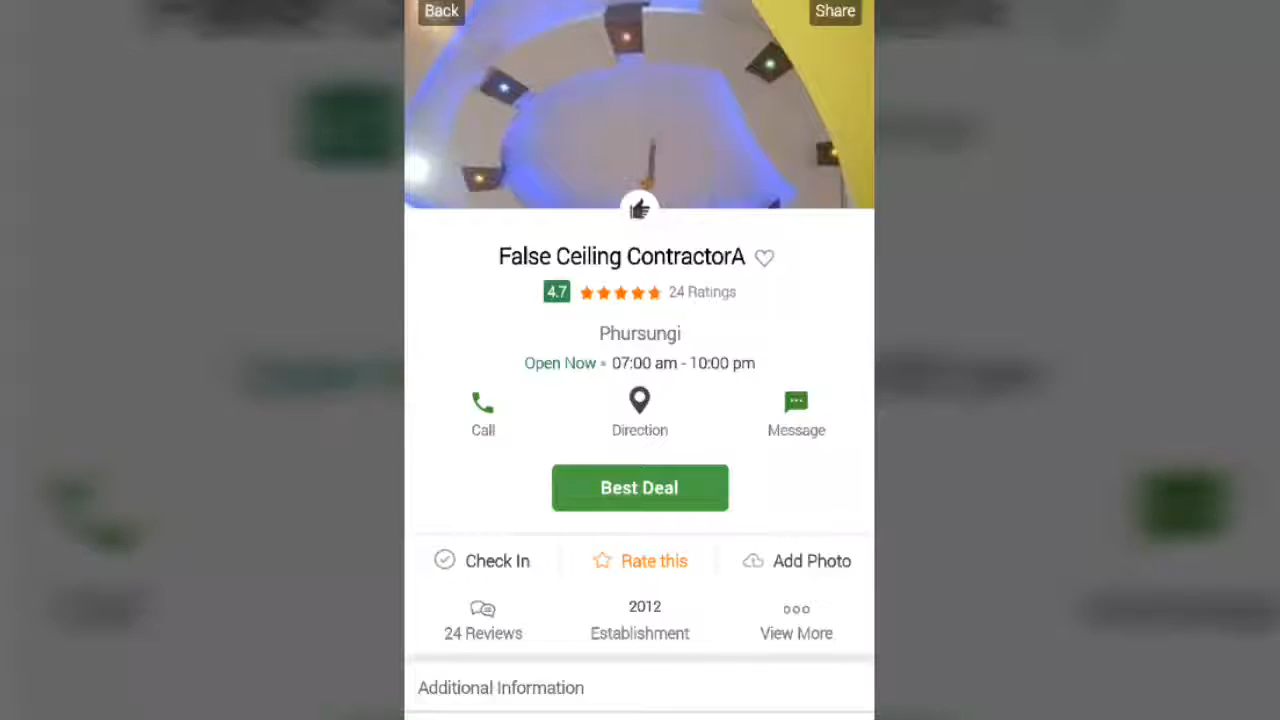 Back
Share
False Ceiling ContractorA
4.7 24 Ratings
Phursungi
Open Now • 07:00 am - 10:00 pm
Call
Direction
Message
Best Deal
Check In
Rate this
Add Photo
2012
24 Reviews
Establishment
View More
Additional Information